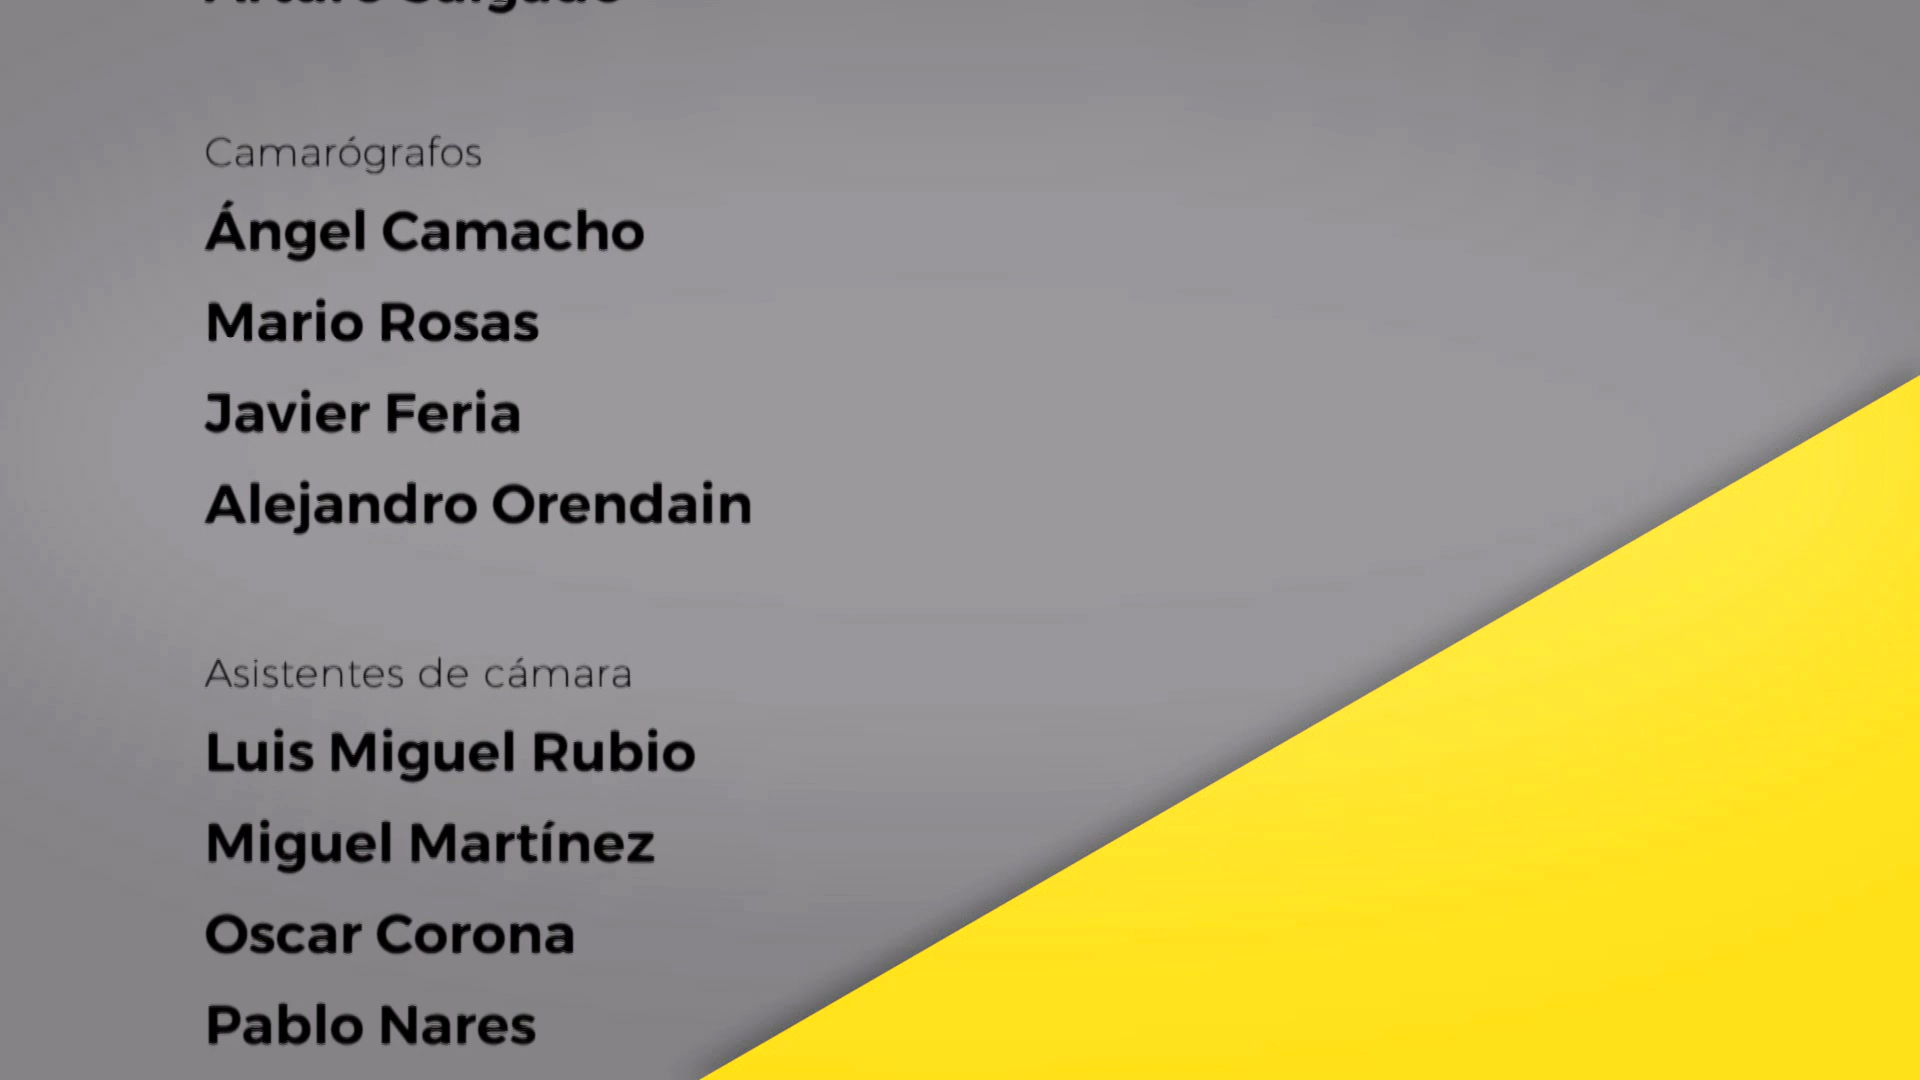 Camarógrafos
Ángel Camacho
Mario Rosas
Javier Feria
Alejandro Orendain
Asistentes de cámara
Luis Miguel Rubio
Miguel Martínez
Oscar Corona
Pablo Nares